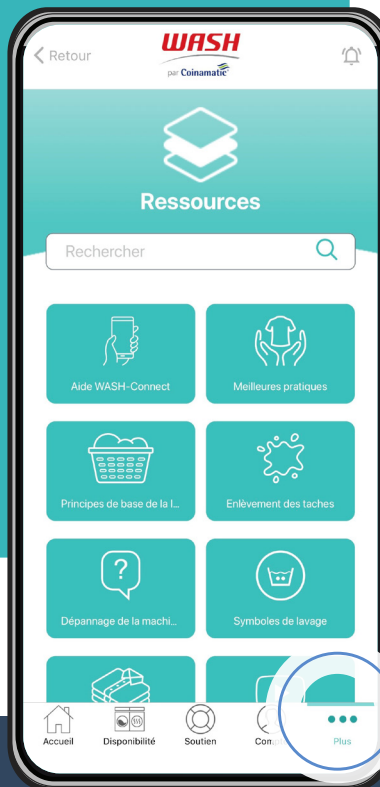 Retour
WASH
par Coinamatic
Ressources
Rechercher
Aide WASH-Connect
Meilleures pratiques
Principes de base de la l...
Enlèvement des taches
?
Dépannage de la machi...
Symboles de lavage
Accueil
Disponibilité
Soutien
Plus